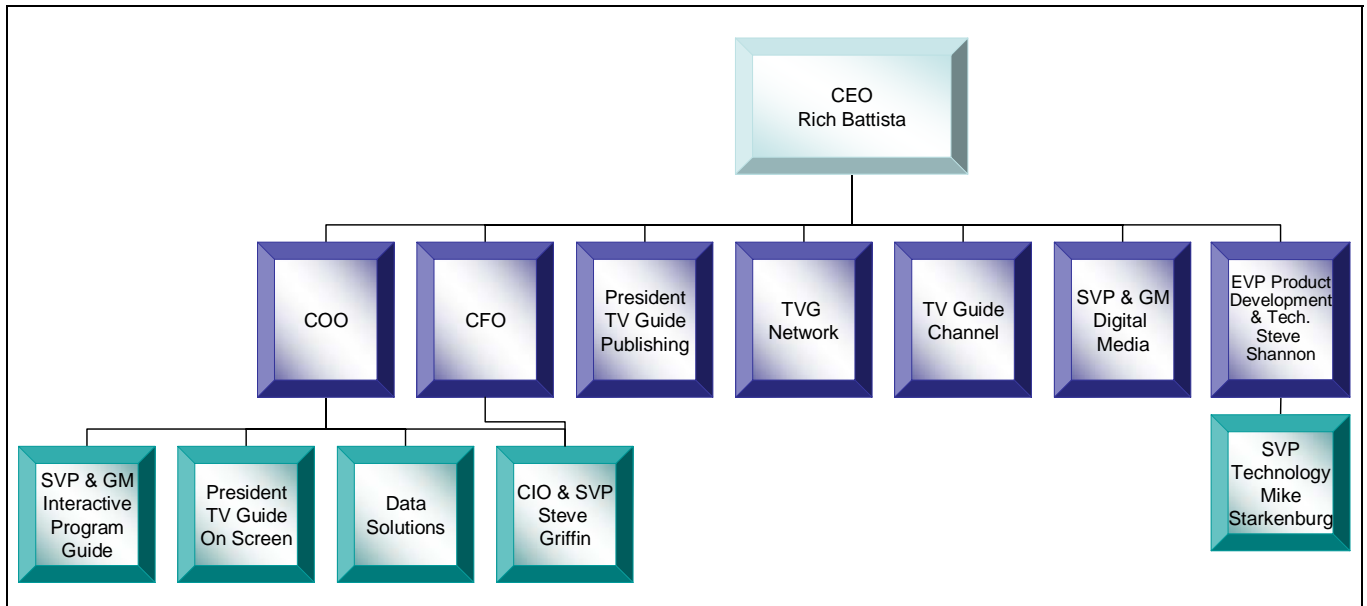 CEO
Rich Battista
COO
CFO
President
TV Guide
Publishing
TVG
Network
TV Guide
Channel
SVP & GM
Digital
Media
EVP Product
Development
& Tech.
Steve
Shannon
SVP & GM
Interactive
Program
Guide
President
TV Guide
On Screen
Data
Solutions
CIO & SVP
Steve
Griffin
SVP
Technology
Mike
Starkenburg